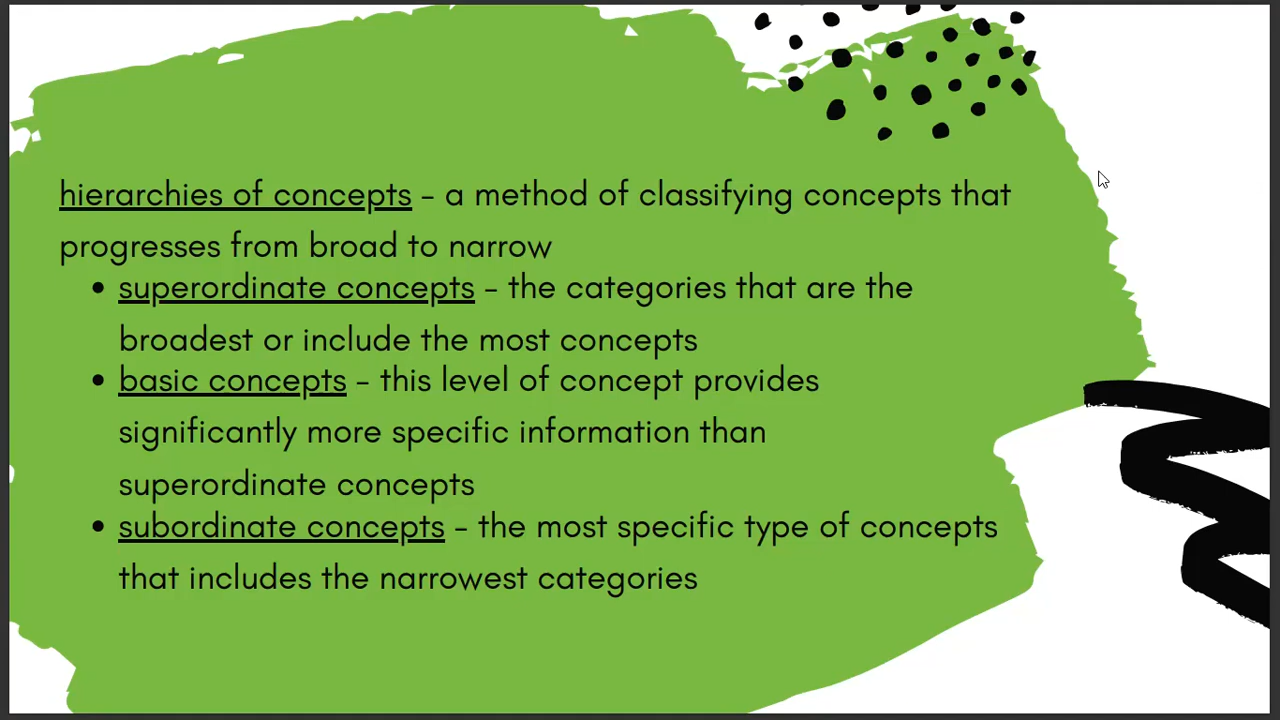 hierarchies of concepts - a method of classifying concepts that
progresses from broad to narrow
• superordinate concepts - the categories that are the
broadest or include the most concepts
• basic concepts - this level of concept provides
significantly more specific information than
superordinate concepts
• subordinate concepts - the most specific type of concepts
that includes the narrowest categories